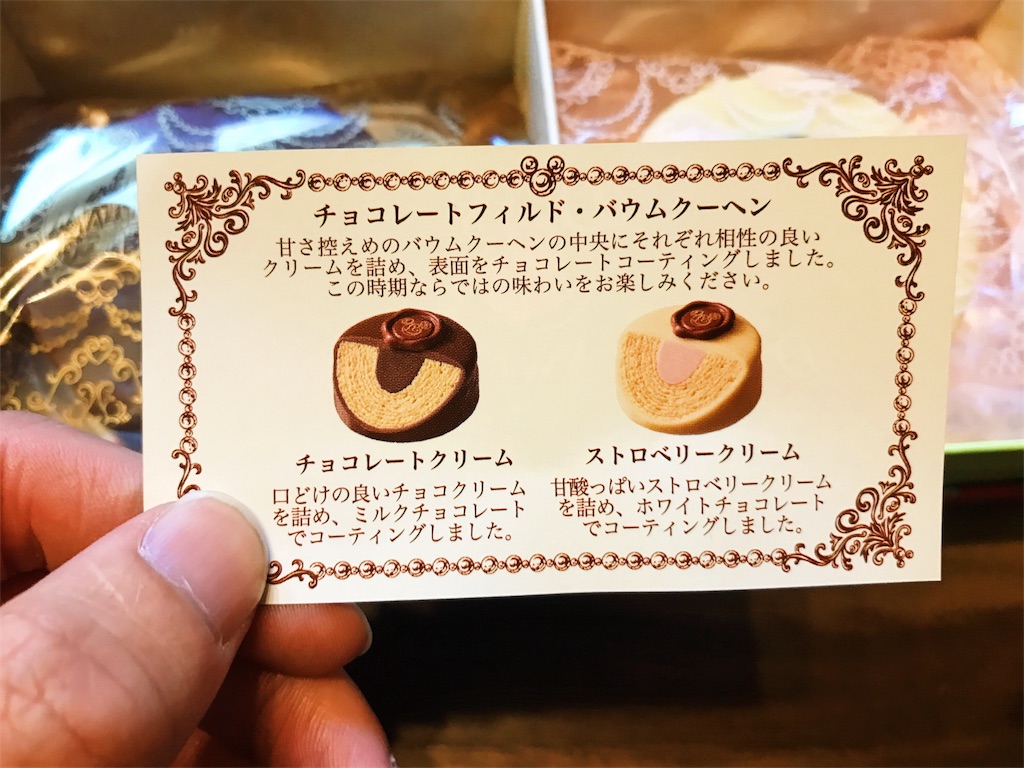 チョコレートフィルド・バウムクーヘン
甘さ控えめのバウムクーヘンの中央にそれぞれ相性の良い
クリームを詰め、表面をチョコレートコーティングしました。
この時期ならではの味わいをお楽しみください。
チョコレートクリーム
口どけの良いチョコクリーム
を詰め、ミルクチョコレート
でコーティングしました。
ストロベリークリーム
甘酸っぱいストロベリークリーム
を詰め、ホワイトチョコレート
でコーティングしました。